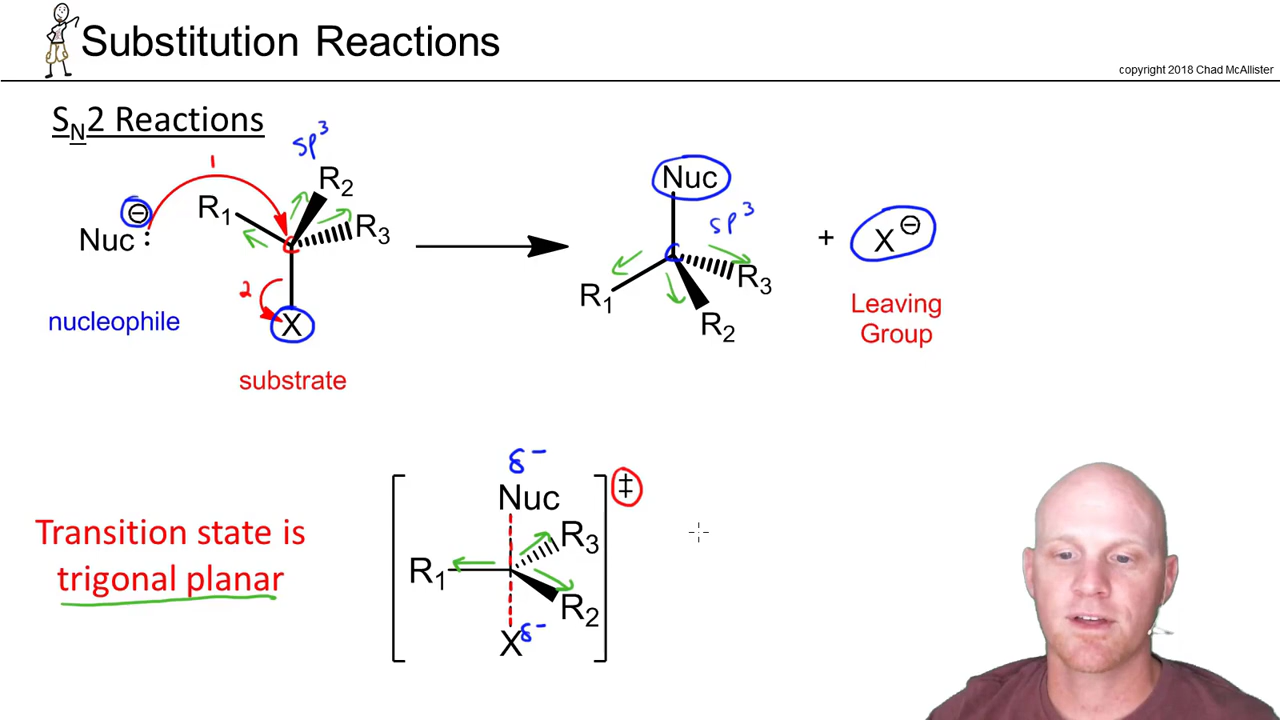 Substitution Reactions
copyright 2018 Chad McAllister
S_N2 Reactions
1
sp³
R₂
R₁
R₃
⊖
Nuc:
2
X
nucleophile
substrate
Nuc
sp³
R₁
R₃
R₂
+ X⊖
Leaving
Group
Transition state is
trigonal planar
δ⁻
Nuc
‡
R₃
R₁
R₂
X δ⁻